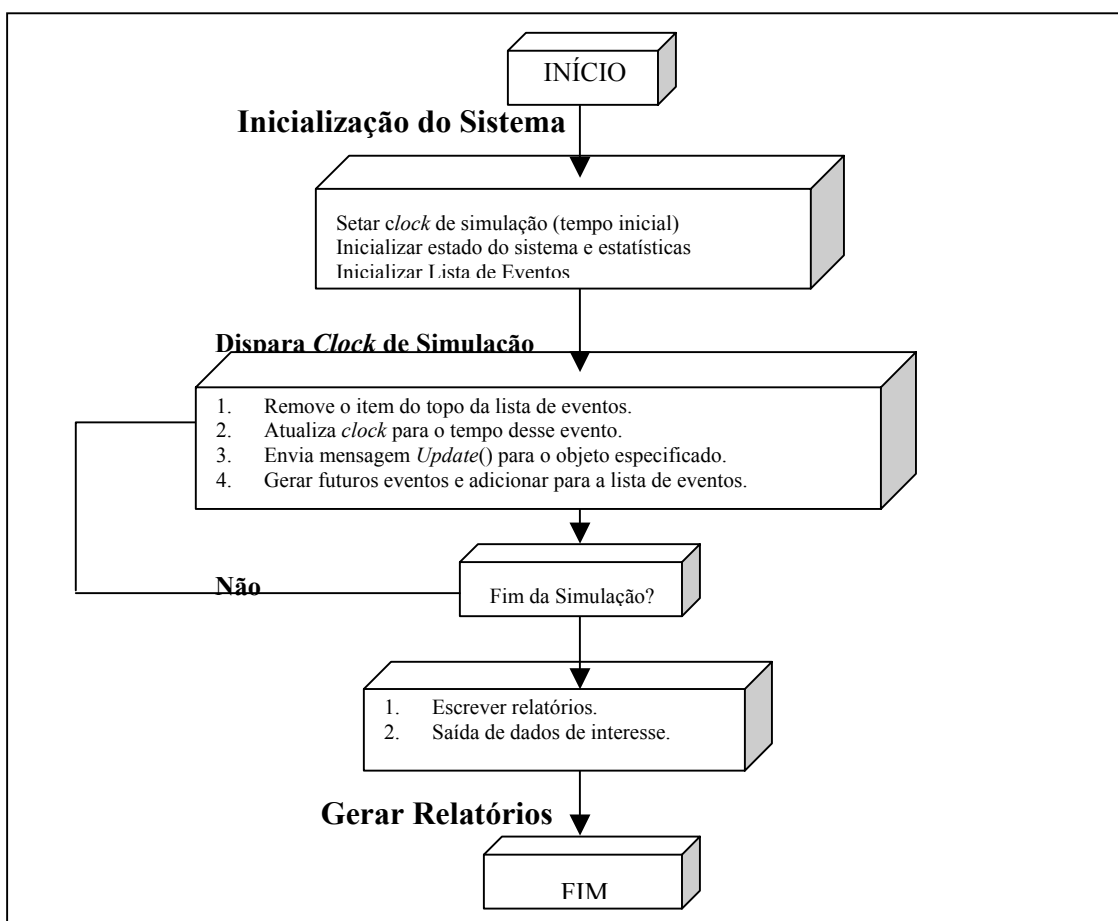 INÍCIO
Inicialização do Sistema
Setar clock de simulação (tempo inicial)
Inicializar estado do sistema e estatísticas
Inicializar Lista de Eventos
Dispara Clock de Simulação
1. Remove o item do topo da lista de eventos.
2. Atualiza clock para o tempo desse evento.
3. Envia mensagem Update() para o objeto especificado.
4. Gerar futuros eventos e adicionar para a lista de eventos.
Não
Fim da Simulação?
1. Escrever relatórios.
2. Saída de dados de interesse.
Gerar Relatórios
FIM